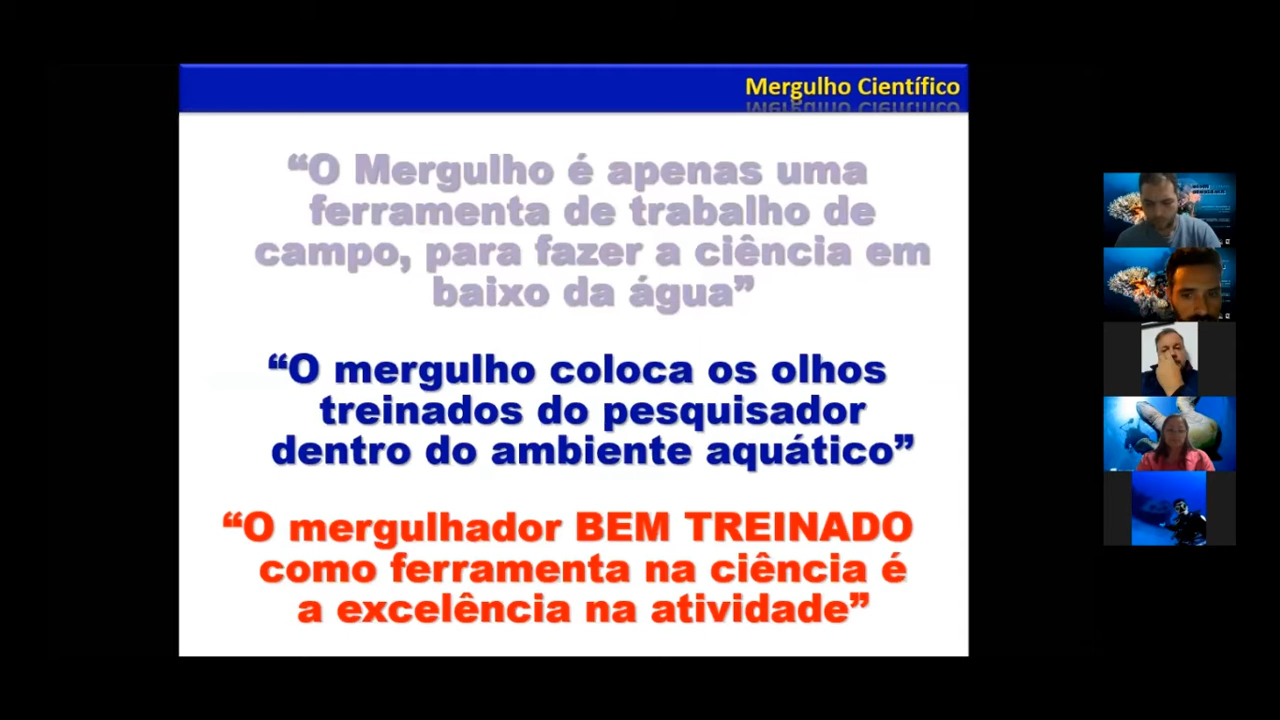 Mergulho Científico
“O Mergulho é apenas uma
ferramenta de trabalho de
campo, para fazer a ciência em
baixo da água”
“O mergulho coloca os olhos
treinados do pesquisador
dentro do ambiente aquático”
“O mergulhador BEM TREINADO
como ferramenta na ciência é
a excelência na atividade”